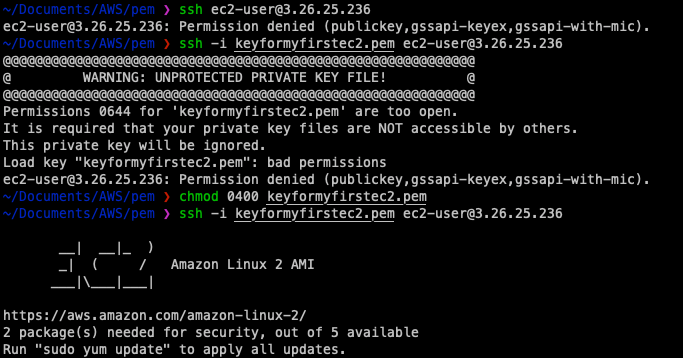 ~/Documents/AWS/pem ❯ ssh ec2-user@3.26.25.236
ec2-user@3.26.25.236: Permission denied (publickey,gssapi-keyex,gssapi-with-mic).
~/Documents/AWS/pem ❯ ssh -i keyformyfirstec2.pem ec2-user@3.26.25.236
@@@@@@@@@@@@@@@@@@@@@@@@@@@@@@@@@@@@@@@@@@@@@@@@@@@@@@@@@@@
@         WARNING: UNPROTECTED PRIVATE KEY FILE!          @
@@@@@@@@@@@@@@@@@@@@@@@@@@@@@@@@@@@@@@@@@@@@@@@@@@@@@@@@@@@
Permissions 0644 for 'keyformyfirstec2.pem' are too open.
It is required that your private key files are NOT accessible by others.
This private key will be ignored.
Load key "keyformyfirstec2.pem": bad permissions
ec2-user@3.26.25.236: Permission denied (publickey,gssapi-keyex,gssapi-with-mic).
~/Documents/AWS/pem ❯ chmod 0400 keyformyfirstec2.pem
~/Documents/AWS/pem ❯ ssh -i keyformyfirstec2.pem ec2-user@3.26.25.236

       __|  __|_  )
       _|  (     /   Amazon Linux 2 AMI
      ___|\___|___|

https://aws.amazon.com/amazon-linux-2/
2 package(s) needed for security, out of 5 available
Run "sudo yum update" to apply all updates.